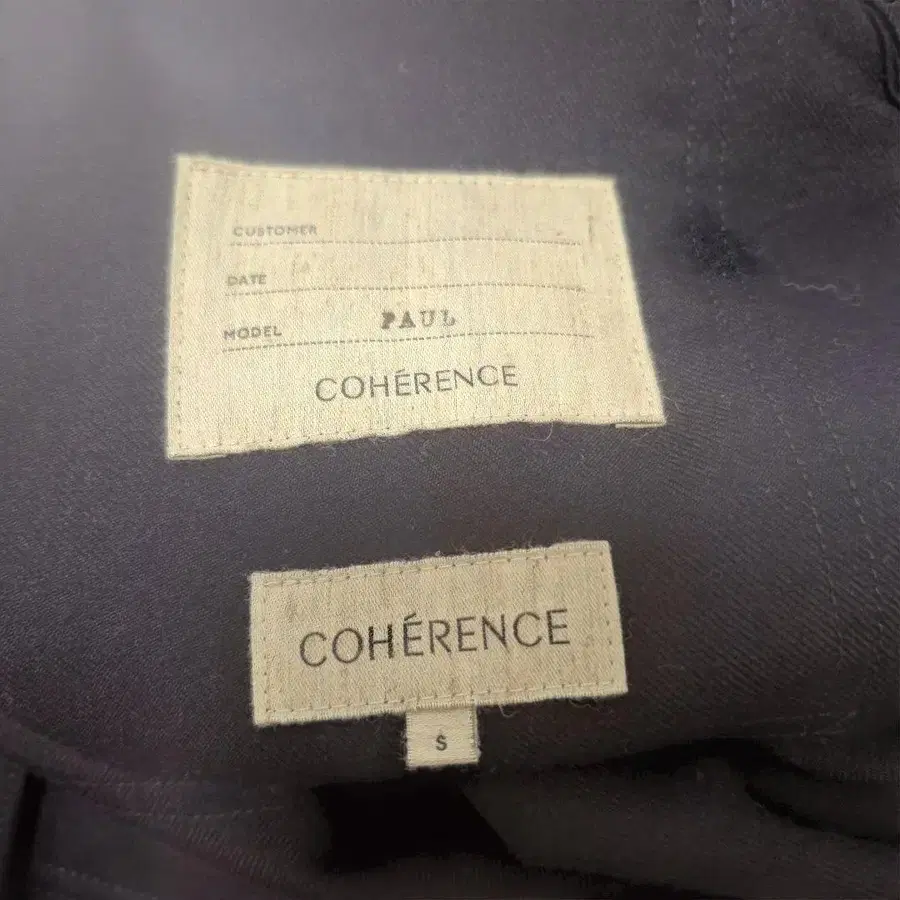 CUSTOMER
DATE
MODEL PAUL
COHÉRENCE
COHÉRENCE
S